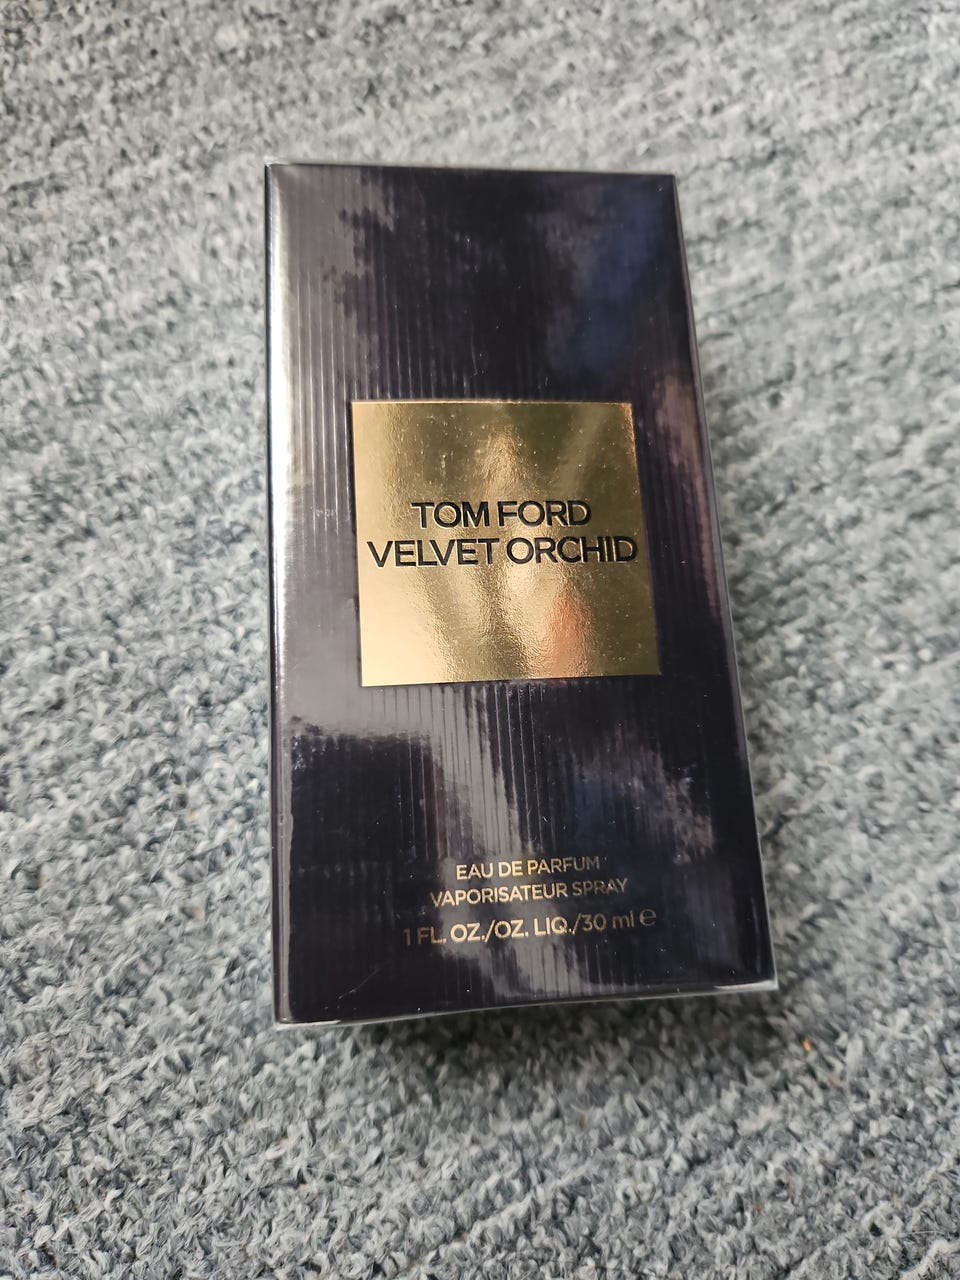 TOM FORD
VELVET ORCHID
EAU DE PARFUM
VAPORISATEUR SPRAY
1 FL. OZ./OZ. LIQ./30 ml ℮